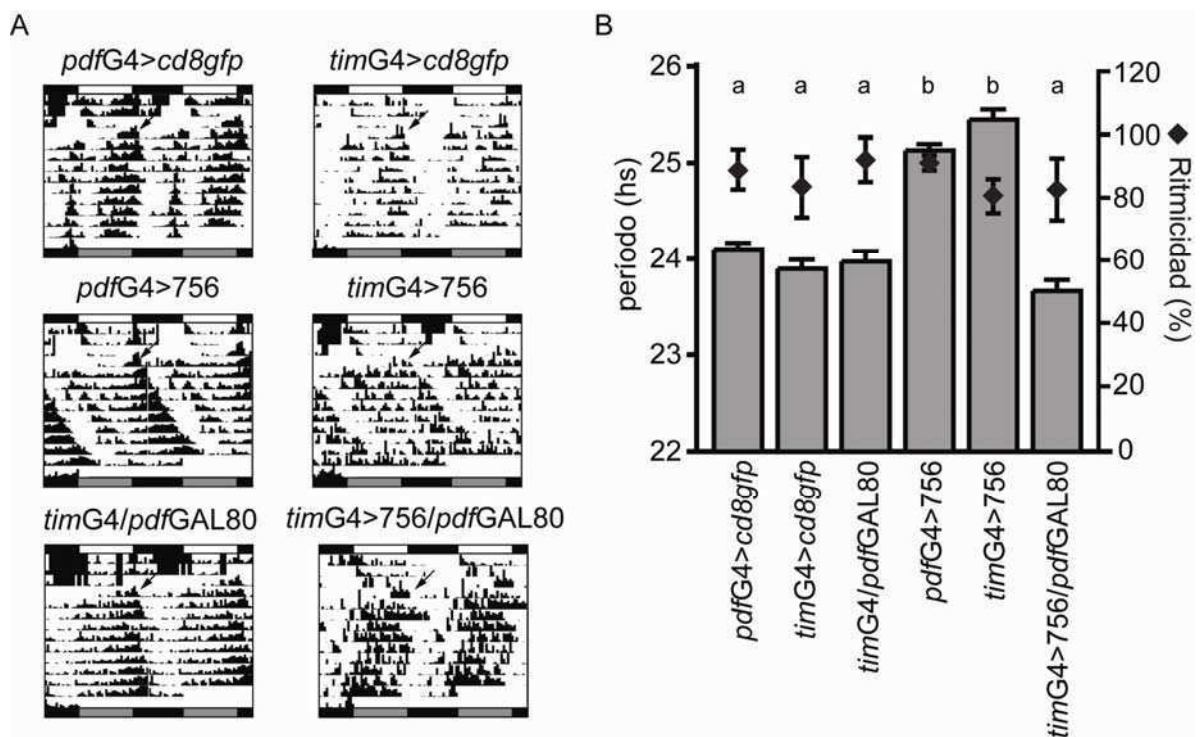 A
pdfG4>cd8gfp
timG4>cd8gfp
pdfG4>756
timG4>756
timG4/pdfGAL80
timG4>756/pdfGAL80
B
período (hs)
26
25
24
23
22
a a a b b a
120
100
80
60
40
20
0
Ritmicidad (%)
pdfG4>cd8gfp
timG4>cd8gfp
timG4/pdfGAL80
pdfG4>756
timG4>756
timG4>756/pdfGAL80